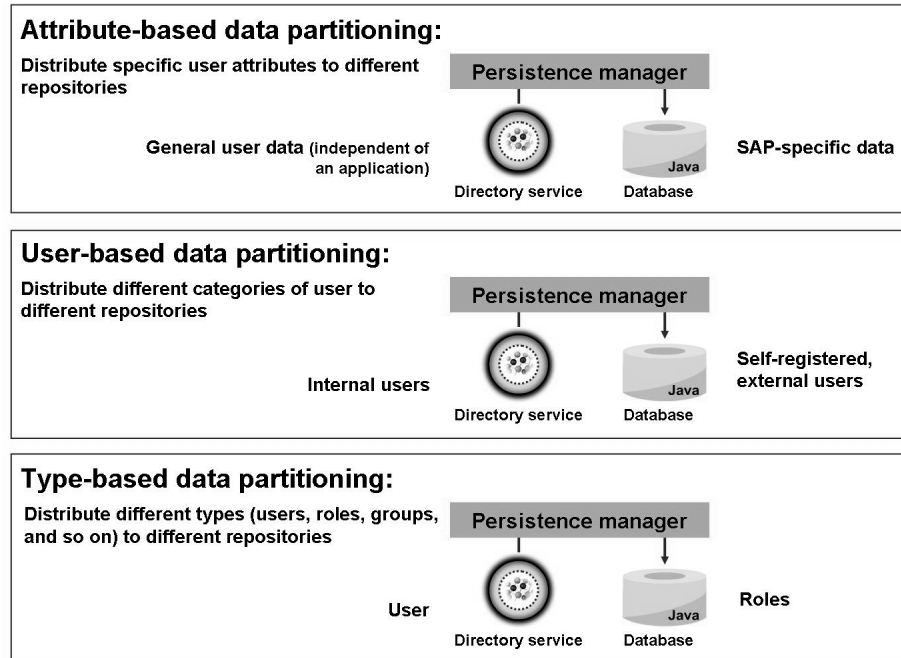 Attribute-based data partitioning:
Distribute specific user attributes to different
repositories
Persistence manager
General user data (independent of
an application)
Java
SAP-specific data
Directory service
Database
User-based data partitioning:
Distribute different categories of user to
different repositories
Persistence manager
Internal users
Java
Self-registered,
external users
Directory service
Database
Type-based data partitioning:
Distribute different types (users, roles, groups,
and so on) to different repositories
Persistence manager
User
Java
Roles
Directory service
Database